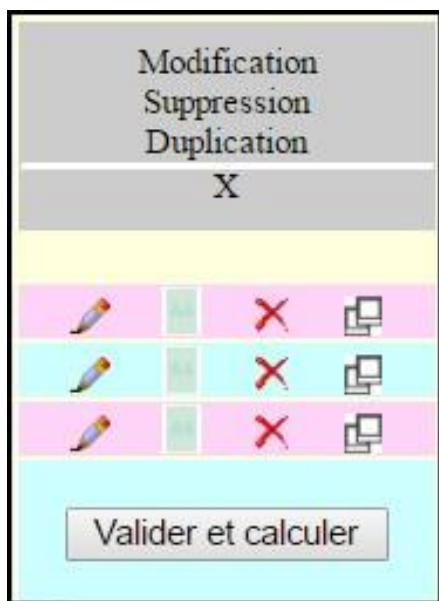 Modification
Suppression
Duplication
X
Valider et calculer